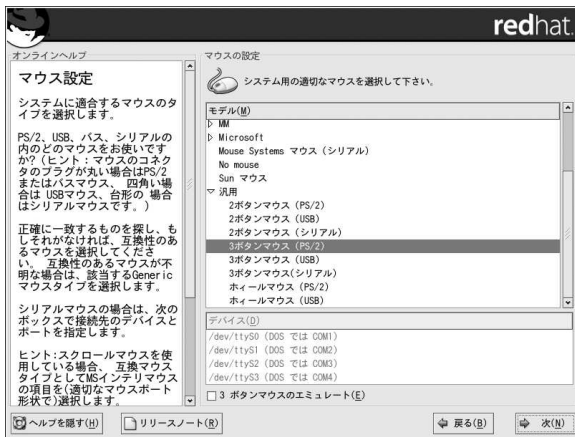 redhat.
オンラインヘルプ
マウス設定
システムに適合するマウスのタ
イプを選択します。
PS/2、USB、バス、シリアルの
内のどのマウスをお使いです
か?(ヒント:マウスのコネク
タのプラグが丸い場合はPS/2
またはバスマウス、 四角い場
合は USBマウス、台形の 場合
はシリアルマウスです。)
正確に一致するものを探し、も
しそれがなければ、互換性のあ
るマウスを選択してくださ
い。 互換性のあるマウスが不
明な場合は、該当するGeneric
マウスタイプを選択します。
シリアルマウスの場合は、次の
ボックスで接続先のデバイスと
ポートを指定します。
ヒント:スクロールマウスを使
用している場合、 互換マウス
タイプとしてMSインテリマウス
の項目を(適切なマウスポート
形状で)選択します。
マウスの設定
システム用の適切なマウスを選択して下さい。
モデル(M)
MM
Microsoft
Mouse Systems マウス (シリアル)
No mouse
Sun マウス
汎用
2ボタンマウス (PS/2)
2ボタンマウス (USB)
2ボタンマウス (シリアル)
3ボタンマウス (PS/2)
3ボタンマウス (USB)
3ボタンマウス(シリアル)
ホィールマウス (PS/2)
ホィールマウス (USB)
デバイス(D)
/dev/ttyS0 (DOS では COM1)
/dev/ttyS1 (DOS では COM2)
/dev/ttyS2 (DOS では COM3)
/dev/ttyS3 (DOS では COM4)
3 ボタンマウスのエミュレート(E)
ヘルプを隠す(H)
リリースノート(R)
戻る(B)
次(N)